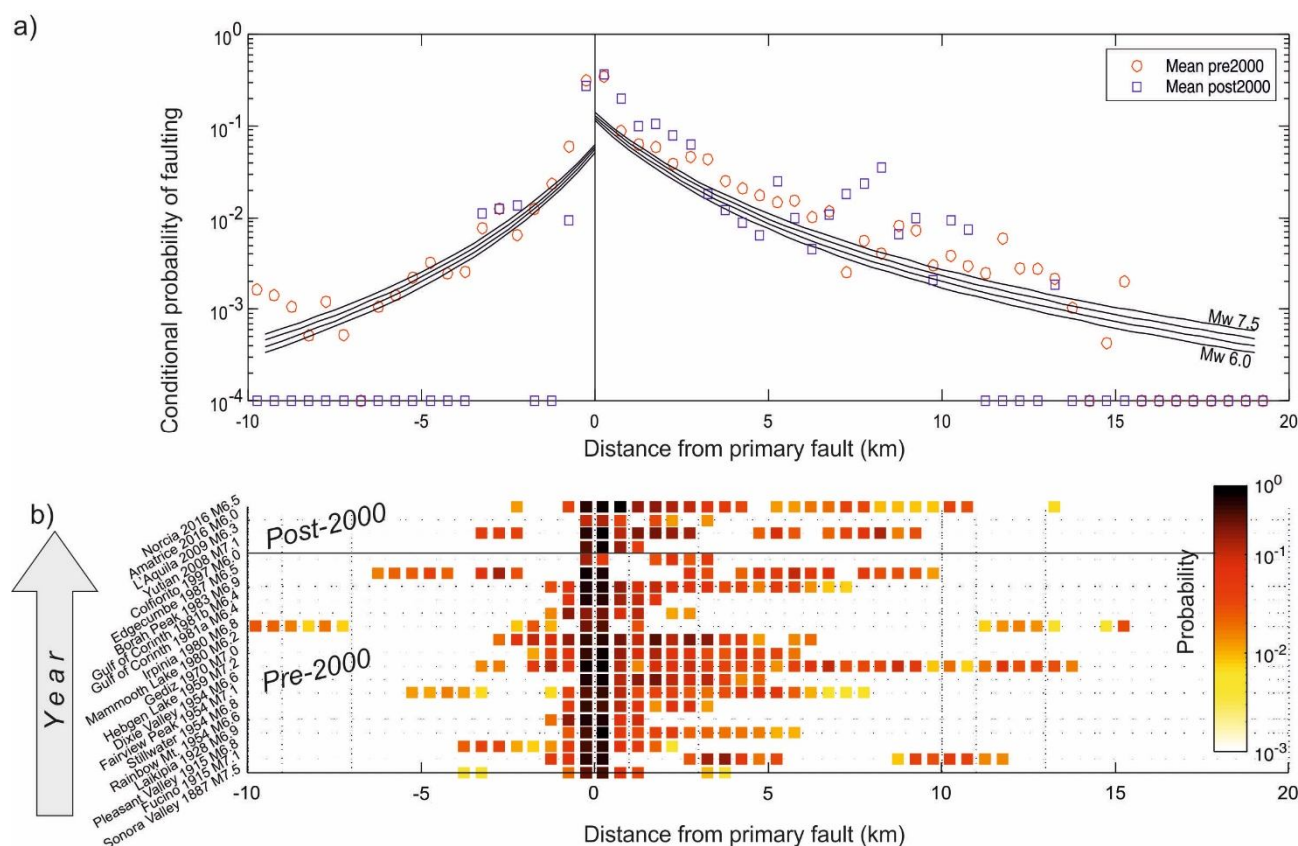 a)
10^0
10^-1
10^-2
10^-3
10^-4
Conditional probability of faulting
Mean pre2000
Mean post2000
Mw 7.5
Mw 6.0
-10 -5 0 5 10 15 20
Distance from primary fault (km)
b)
Year
Norcia 2016 M6.5
Amatrice 2016 M6.0
L'Aquila 2009 M6.3
Yutian 2008 M7.1
Colfiorito 1997 M6.0
Edgecumbe 1987 M6.5
Borah Peak 1983 M6.9
Gulf of Corinth 1981b M6.4
Gulf of Corinth 1981a M6.4
Irpinia 1980 M6.8
Mammoth Lake 1980 M6.2
Gediz 1970 M7.0
Hebgen Lake 1959 M7.2
Dixie Valley 1954 M6.6
Fairview Peak 1954 M7.1
Stillwater 1954 M6.8
Rainbow Mt. 1954 M6.6
Laikipia 1928 M6.9
Pleasant Valley 1915 M6.8
Fucino 1915 M7.1
Sonora Valley 1887 M7.5
Post-2000
Pre-2000
Probability
10^0
10^-1
10^-2
10^-3
-10 -5 0 5 10 15 20
Distance from primary fault (km)